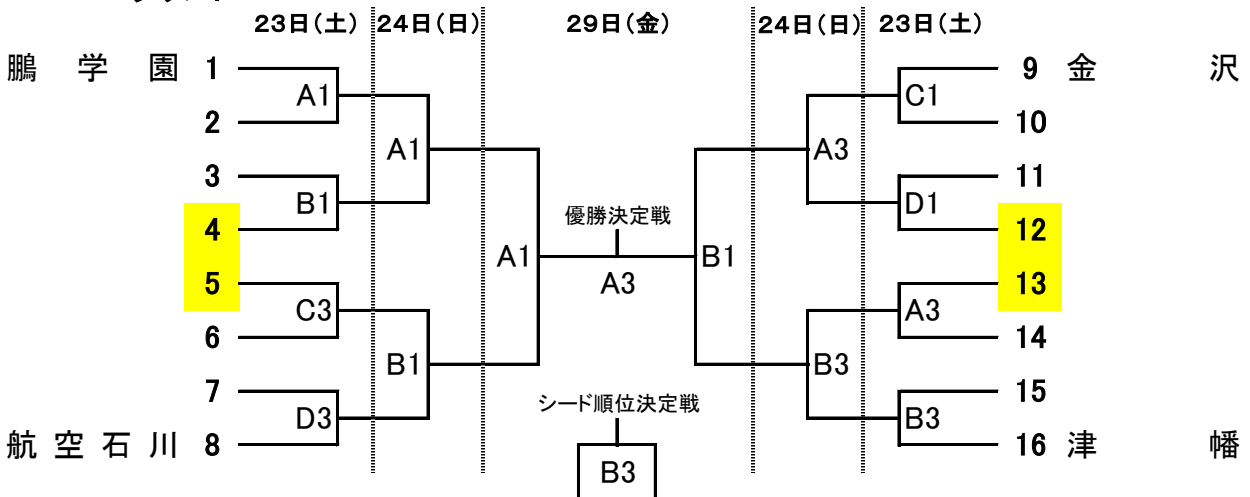 23日(土) 24日(日) 29日(金) 24日(日) 23日(土)
鵬学園 1 9 金沢
A1 C1
2 10
A1 A3
3 11
B1 D1
4 優勝決定戦 12
A1 B1
A3
5 13
C3 A3
6 14
B1 B3
7 15
シード順位決定戦
D3 B3
航空石川 8 16 津幡
B3